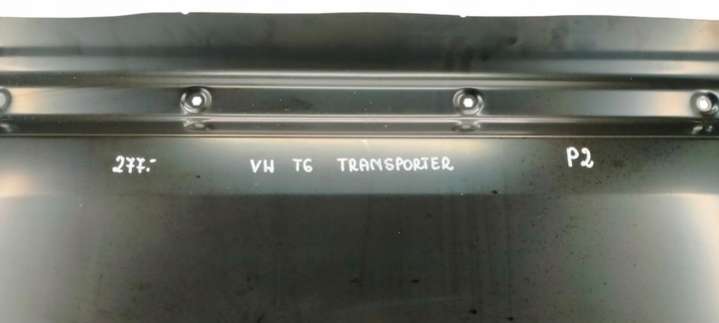 277.- VW T6 TRANSPORTER P2